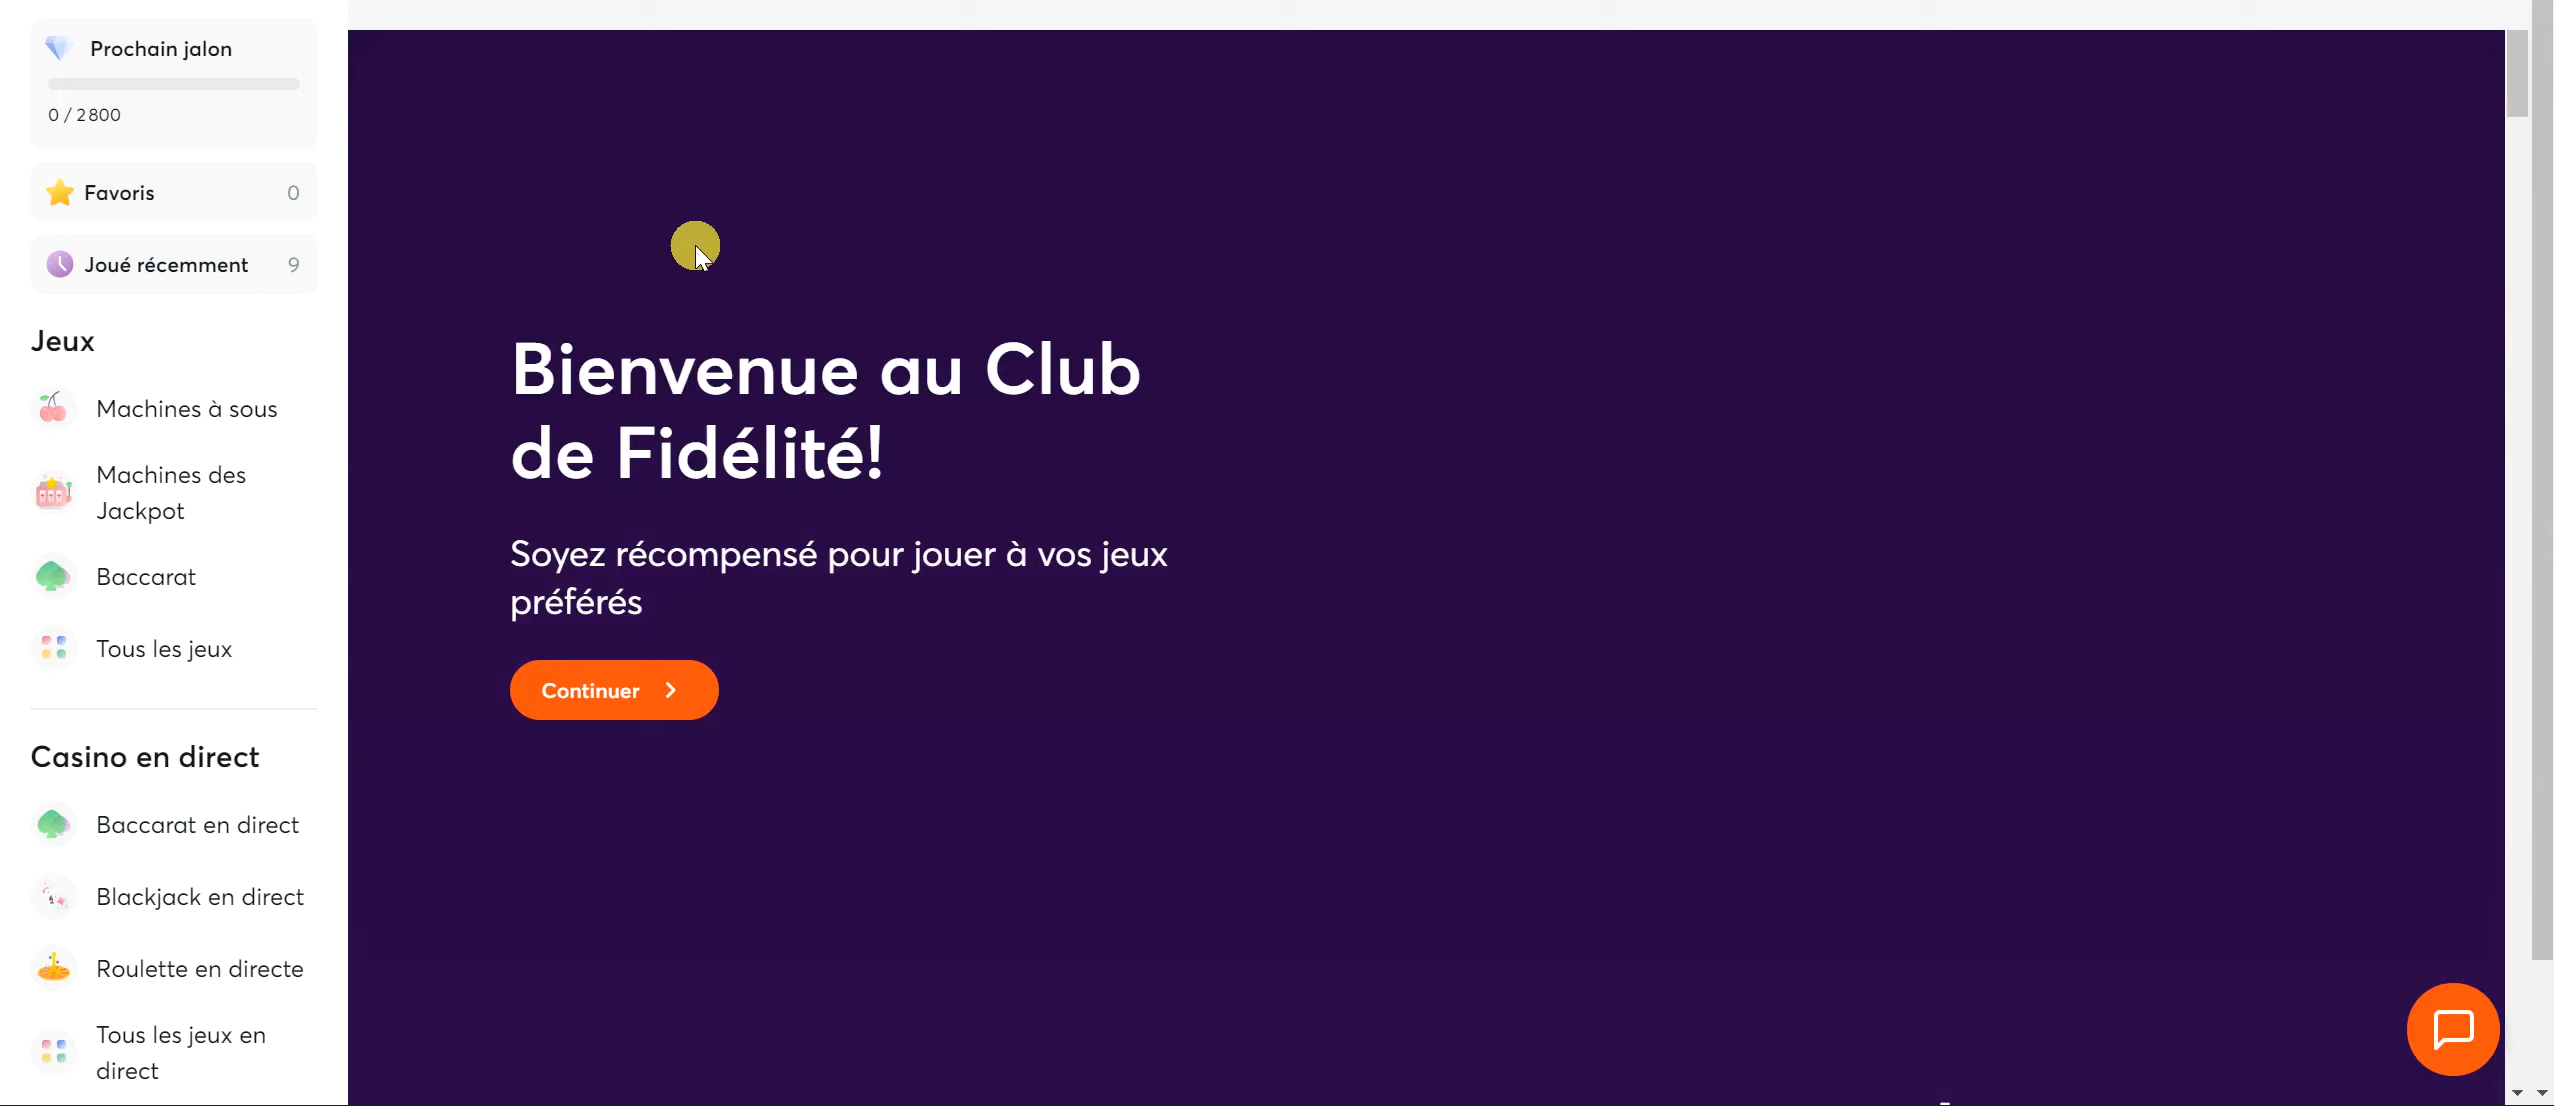 Prochain jalon
0 / 2 800
Favoris 0
Joué récemment 9
Jeux
Machines à sous
Machines des
Jackpot
Baccarat
Tous les jeux
Casino en direct
Baccarat en direct
Blackjack en direct
Roulette en directe
Tous les jeux en
direct
Bienvenue au Club
de Fidélité!
Soyez récompensé pour jouer à vos jeux
préférés
Continuer